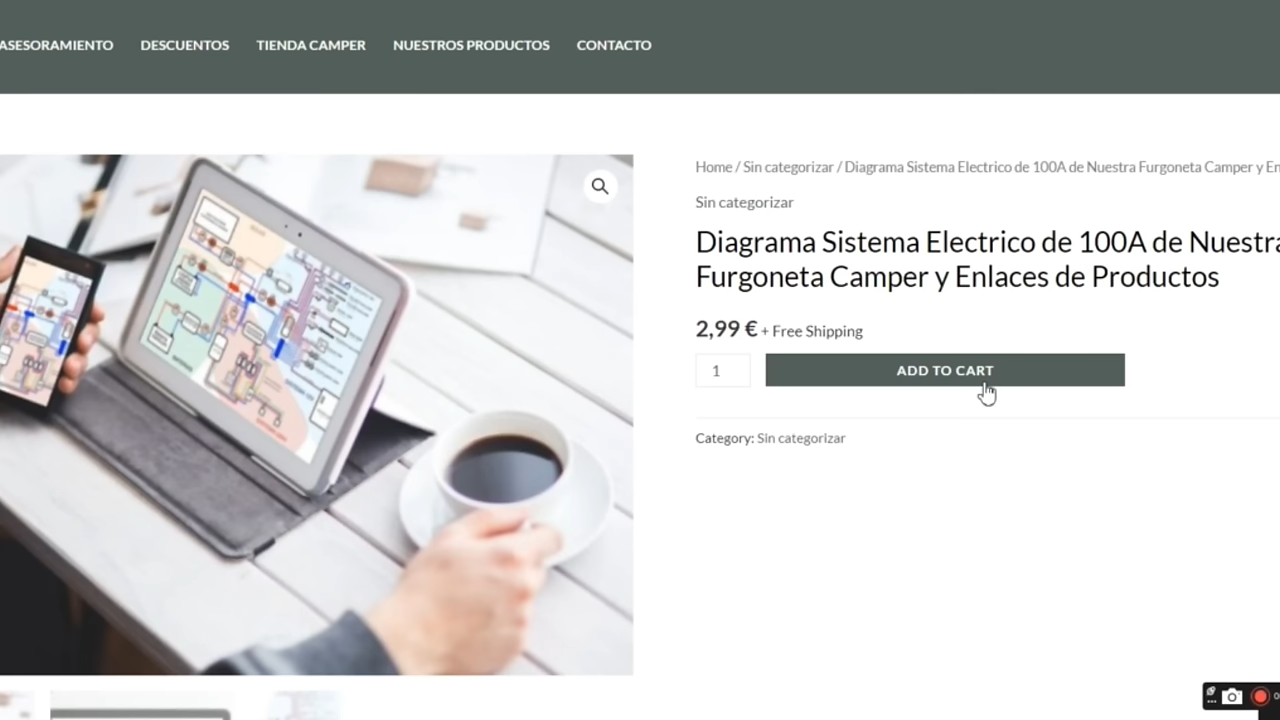 ASESORAMIENTO DESCUENTOS TIENDA CAMPER NUESTROS PRODUCTOS CONTACTO
Home / Sin categorizar / Diagrama Sistema Electrico de 100A de Nuestra Furgoneta Camper y En
Sin categorizar
Diagrama Sistema Electrico de 100A de Nuestra
Furgoneta Camper y Enlaces de Productos
2,99 € + Free Shipping
1 ADD TO CART
Category: Sin categorizar